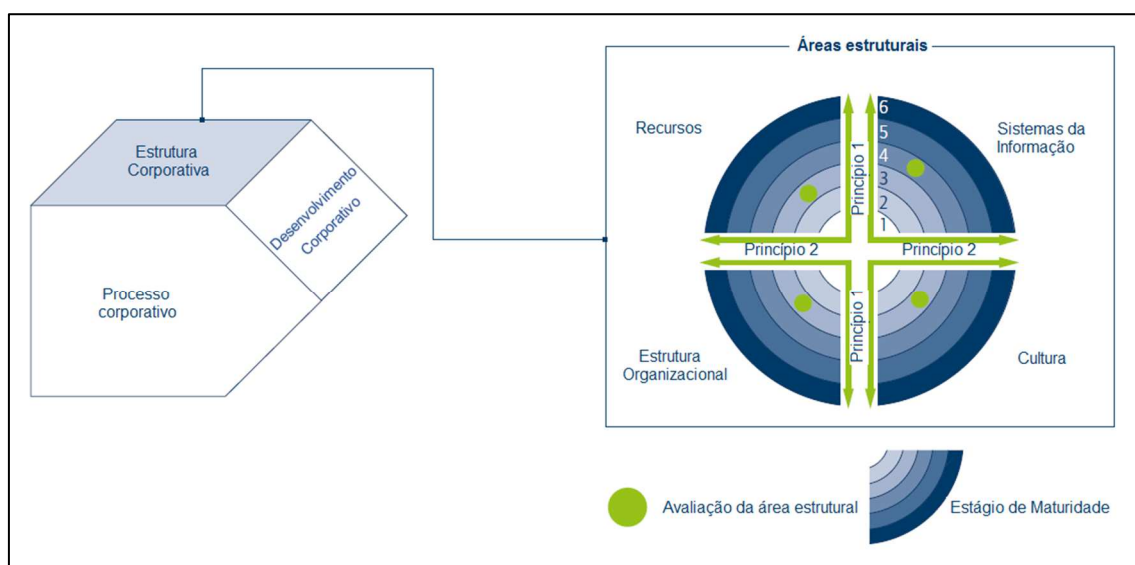 Áreas estruturais
Estrutura
Corporativa
Desenvolvimento
Corporativo
Processo
corporativo
Recursos
Sistemas da
Informação
6
5
4
3
2
1
Princípio 1
Princípio 2
Princípio 2
Princípio 1
Estrutura
Organizacional
Cultura
Avaliação da área estrutural
Estágio de Maturidade